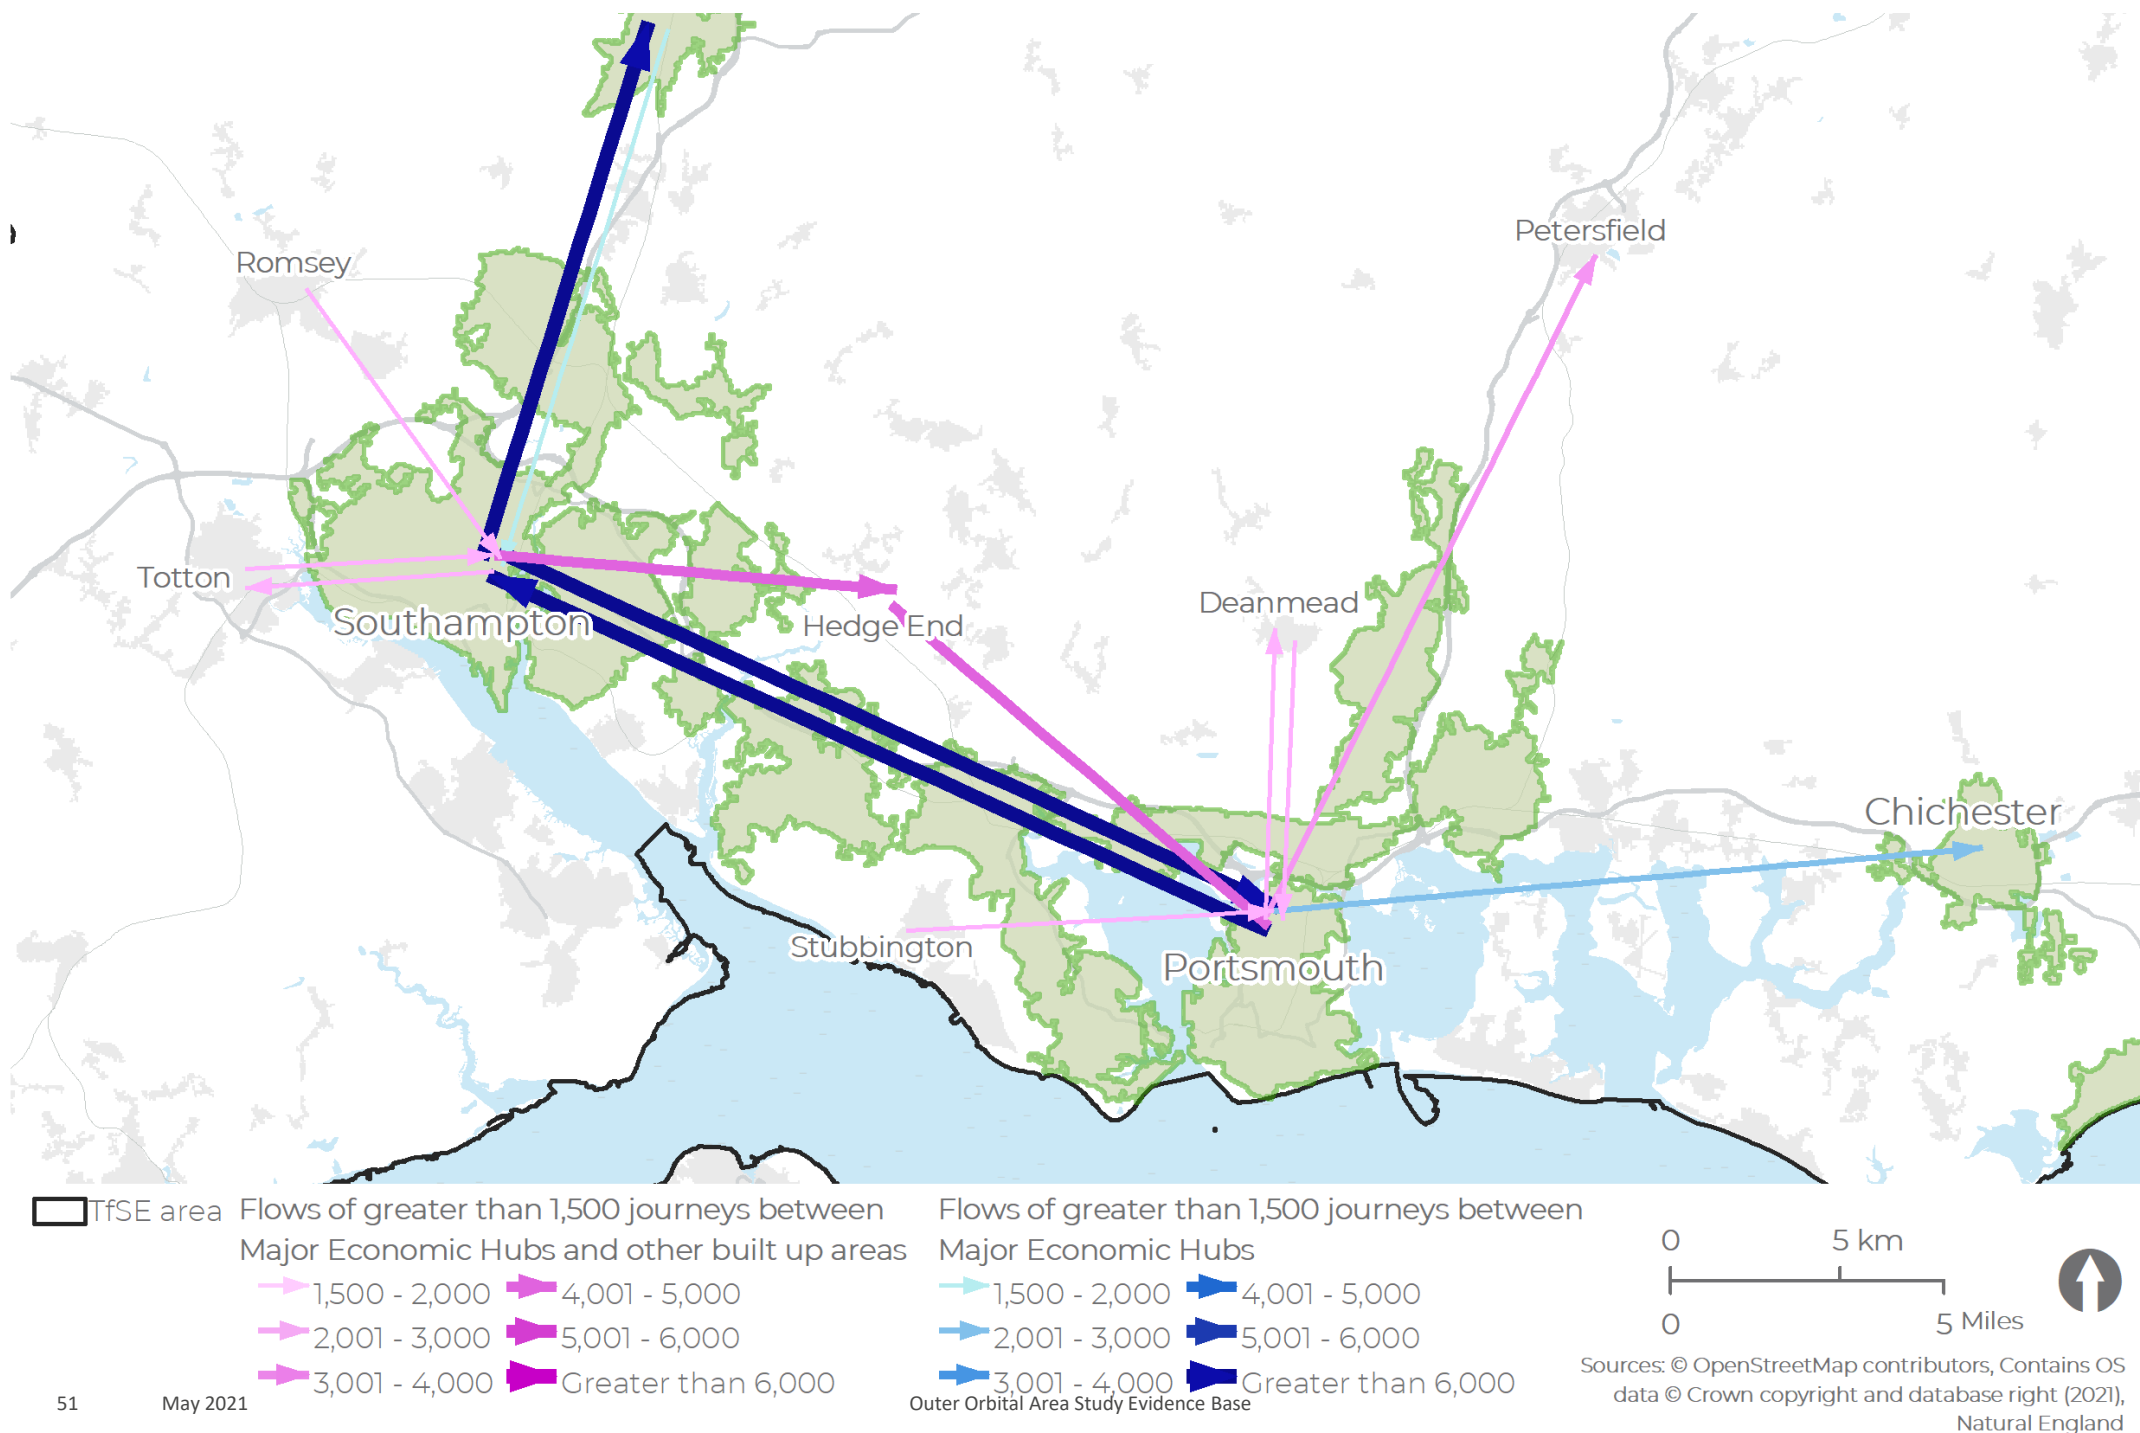 Romsey
Petersfield
Totton
Southampton
Hedge End
Deanmead
Chichester
Stubbington
Portsmouth
TfSE area
Flows of greater than 1,500 journeys between
Major Economic Hubs and other built up areas
1,500 - 2,000
4,001 - 5,000
2,001 - 3,000
5,001 - 6,000
3,001 - 4,000
Greater than 6,000
Flows of greater than 1,500 journeys between
Major Economic Hubs
1,500 - 2,000
4,001 - 5,000
2,001 - 3,000
5,001 - 6,000
3,001 - 4,000
Greater than 6,000
0 5 km
0 5 Miles
Sources: © OpenStreetMap contributors, Contains OS
data © Crown copyright and database right (2021),
Natural England
51 May 2021 Outer Orbital Area Study Evidence Base